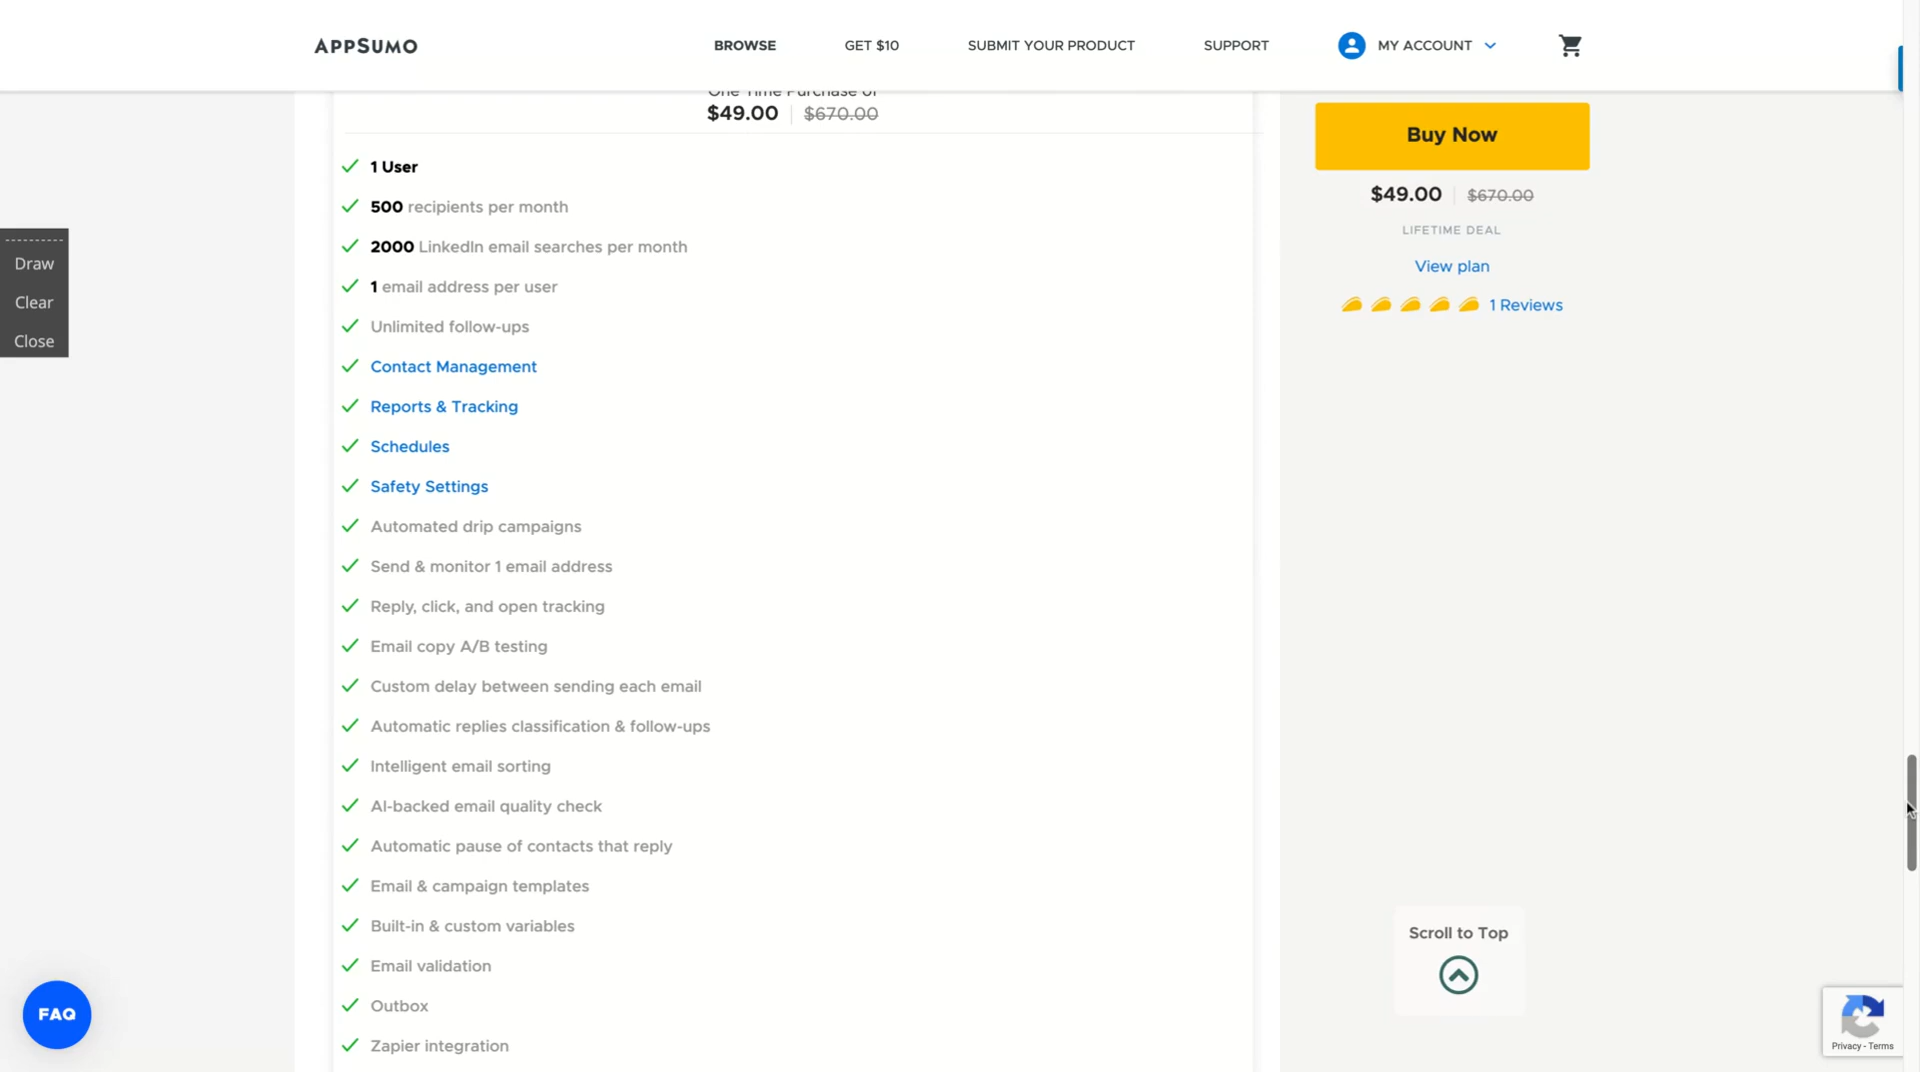 APPSUMO
BROWSE
GET $10
SUBMIT YOUR PRODUCT
SUPPORT
MY ACCOUNT
One Time Purchase of
$49.00 $670.00
1 User
500 recipients per month
2000 LinkedIn email searches per month
1 email address per user
Unlimited follow-ups
Contact Management
Reports & Tracking
Schedules
Safety Settings
Automated drip campaigns
Send & monitor 1 email address
Reply, click, and open tracking
Email copy A/B testing
Custom delay between sending each email
Automatic replies classification & follow-ups
Intelligent email sorting
AI-backed email quality check
Automatic pause of contacts that reply
Email & campaign templates
Built-in & custom variables
Email validation
Outbox
Zapier integration
Buy Now
$49.00 $670.00
LIFETIME DEAL
View plan
1 Reviews
Draw
Clear
Close
Scroll to Top
FAQ
Privacy - Terms